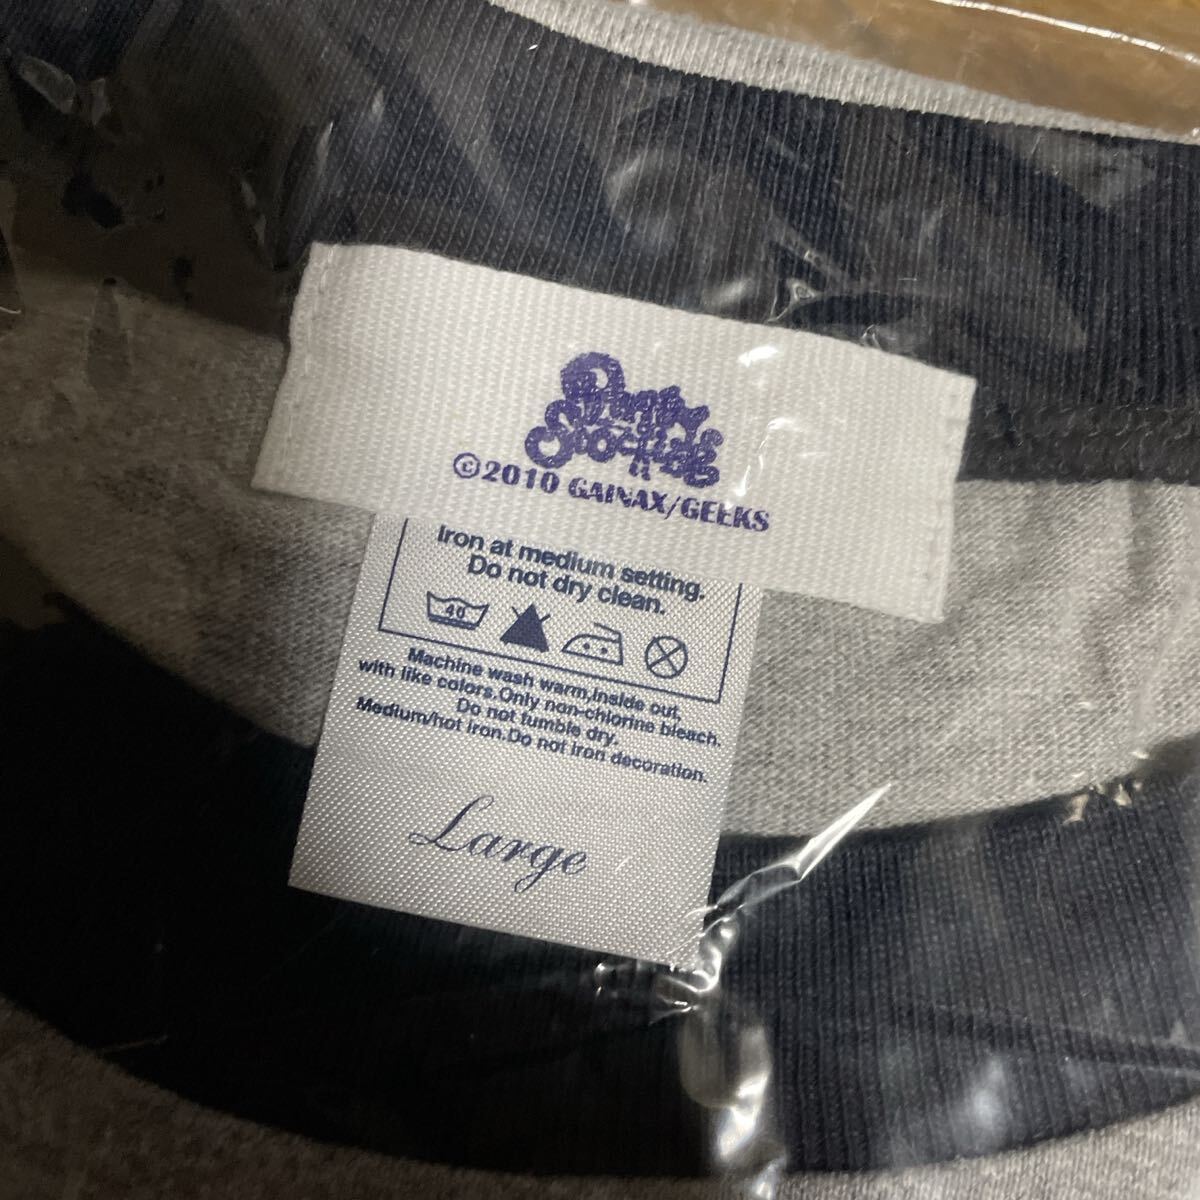 Panty
&
Stocking
©2010 GAINAX/GEEKS
Iron at medium setting.
Do not dry clean.
40
Machine wash warm,Inside out,
with like colors.Only non-chlorine bleach.
Do not tumble dry.
Medium/hot iron.Do not iron decoration.
Large